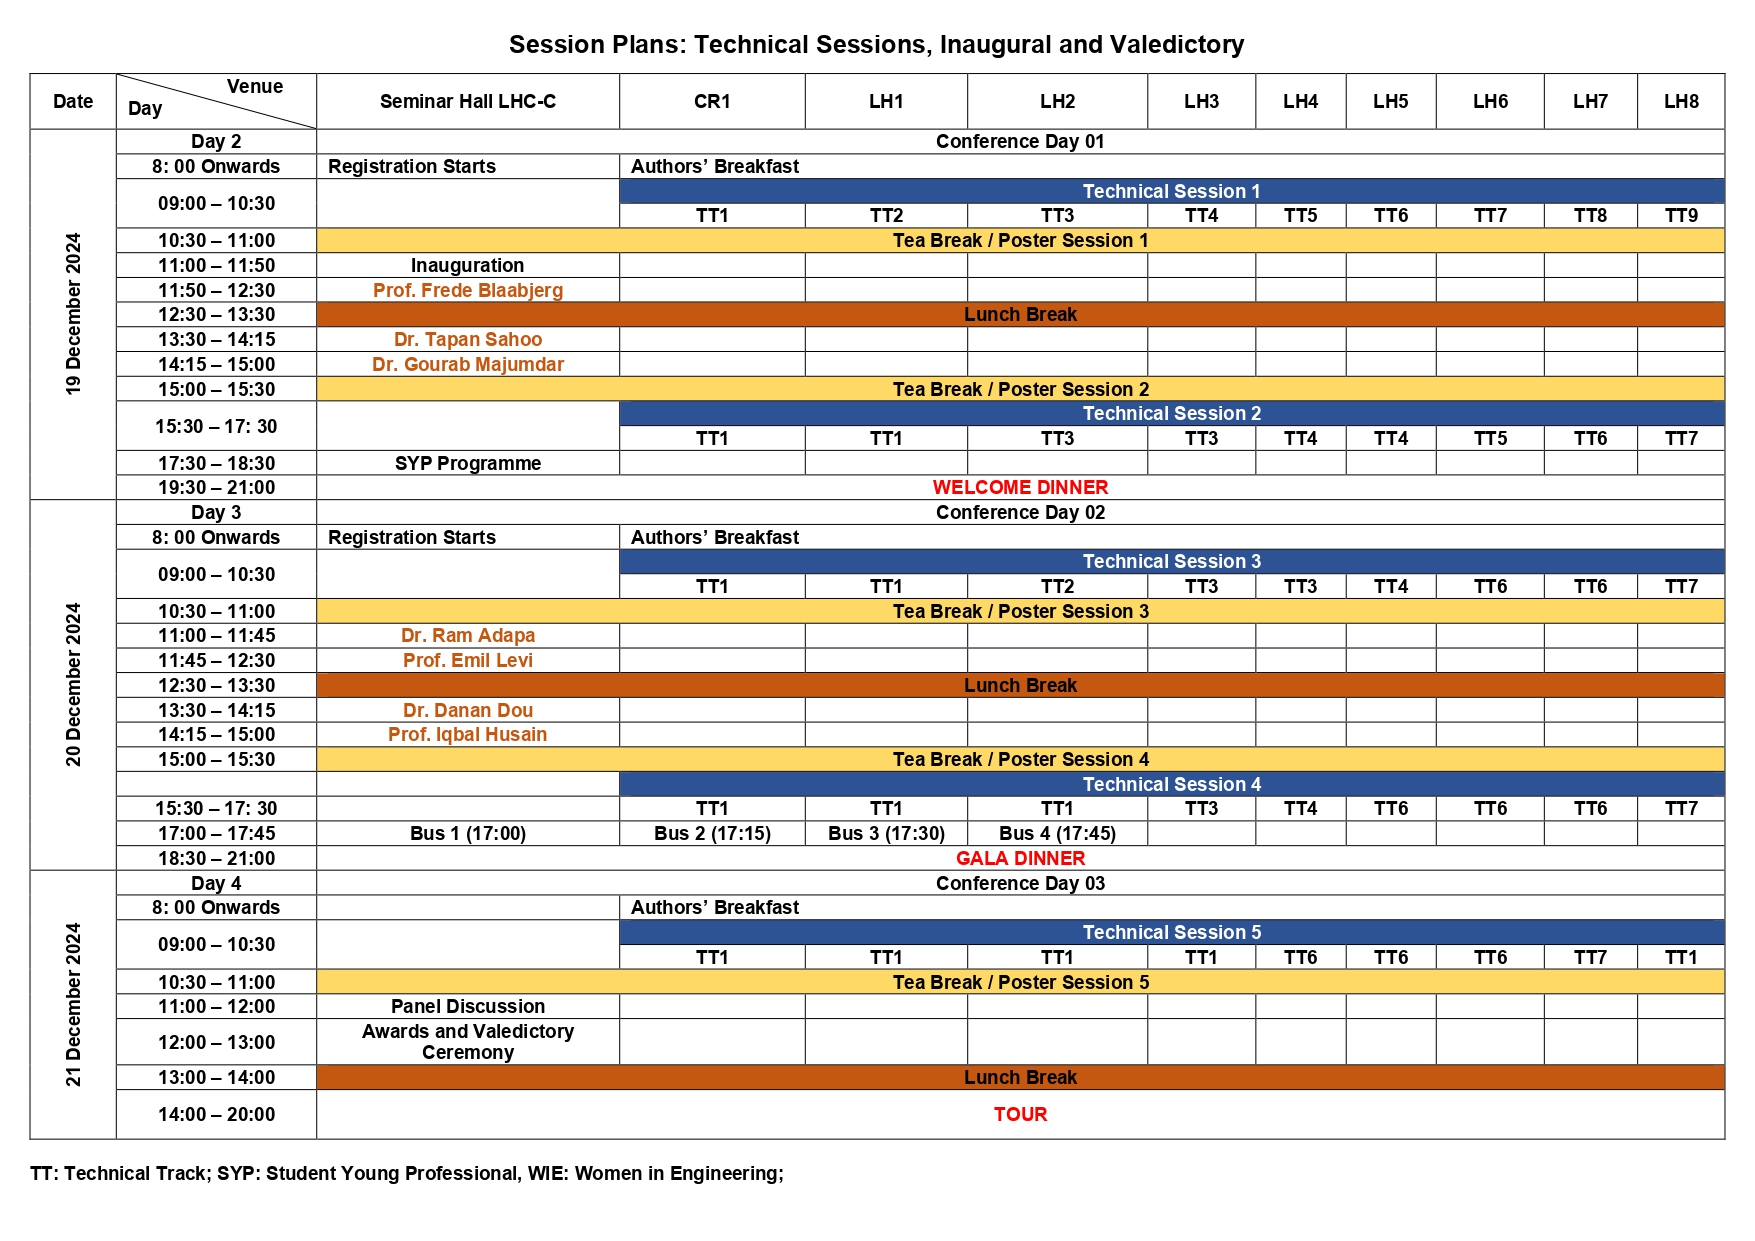 Session Plans: Technical Sessions, Inaugural and Valedictory
Date Venue Day Seminar Hall LHC-C CR1 LH1 LH2 LH3 LH4 LH5 LH6 LH7 LH8
19 December 2024
Day 2 Conference Day 01
8: 00 Onwards Registration Starts Authors’ Breakfast
Technical Session 1
09:00 – 10:30 TT1 TT2 TT3 TT4 TT5 TT6 TT7 TT8 TT9
10:30 – 11:00 Tea Break / Poster Session 1
11:00 – 11:50 Inauguration
11:50 – 12:30 Prof. Frede Blaabjerg
12:30 – 13:30 Lunch Break
13:30 – 14:15 Dr. Tapan Sahoo
14:15 – 15:00 Dr. Gourab Majumdar
15:00 – 15:30 Tea Break / Poster Session 2
Technical Session 2
15:30 – 17: 30 TT1 TT1 TT3 TT3 TT4 TT4 TT5 TT6 TT7
17:30 – 18:30 SYP Programme
19:30 – 21:00 WELCOME DINNER
20 December 2024
Day 3 Conference Day 02
8: 00 Onwards Registration Starts Authors’ Breakfast
Technical Session 3
09:00 – 10:30 TT1 TT1 TT2 TT3 TT3 TT4 TT6 TT6 TT7
10:30 – 11:00 Tea Break / Poster Session 3
11:00 – 11:45 Dr. Ram Adapa
11:45 – 12:30 Prof. Emil Levi
12:30 – 13:30 Lunch Break
13:30 – 14:15 Dr. Danan Dou
14:15 – 15:00 Prof. Iqbal Husain
15:00 – 15:30 Tea Break / Poster Session 4
Technical Session 4
15:30 – 17: 30 TT1 TT1 TT1 TT3 TT4 TT6 TT6 TT6 TT7
17:00 – 17:45 Bus 1 (17:00) Bus 2 (17:15) Bus 3 (17:30) Bus 4 (17:45)
18:30 – 21:00 GALA DINNER
21 December 2024
Day 4 Conference Day 03
8: 00 Onwards Authors’ Breakfast
Technical Session 5
09:00 – 10:30 TT1 TT1 TT1 TT1 TT6 TT6 TT6 TT7 TT1
10:30 – 11:00 Tea Break / Poster Session 5
11:00 – 12:00 Panel Discussion
12:00 – 13:00 Awards and Valedictory
Ceremony
13:00 – 14:00 Lunch Break
14:00 – 20:00 TOUR
TT: Technical Track; SYP: Student Young Professional, WIE: Women in Engineering;